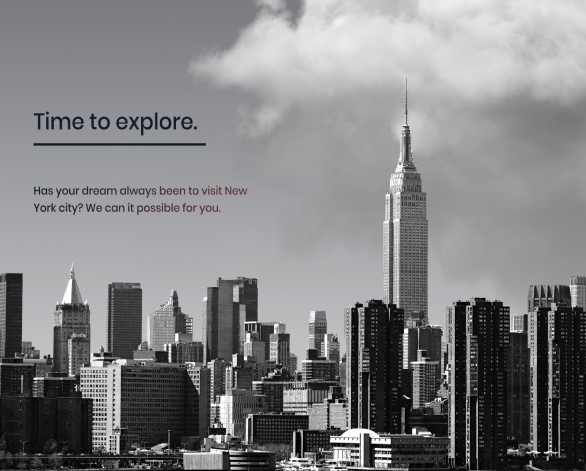 Time to explore.
Has your dream always been to visit New
York city? We can it possible for you.